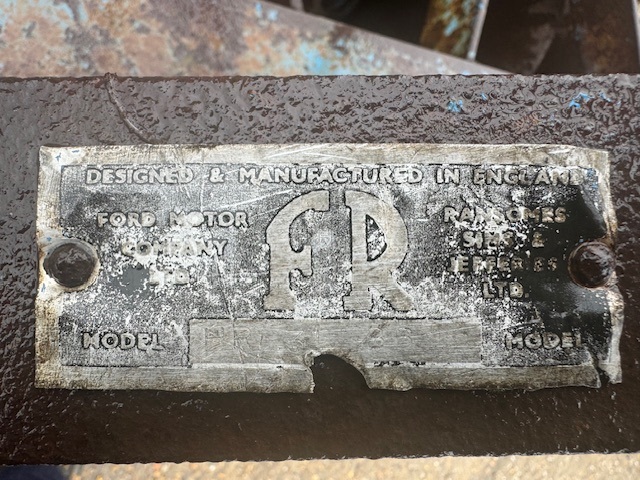 DESIGNED & MANUFACTURED IN ENGLAND
FORD MOTOR
COMPANY
LTD.
FR
RANSOMES
SIMS &
JEFFERIES
LTD.
MODEL
MODEL